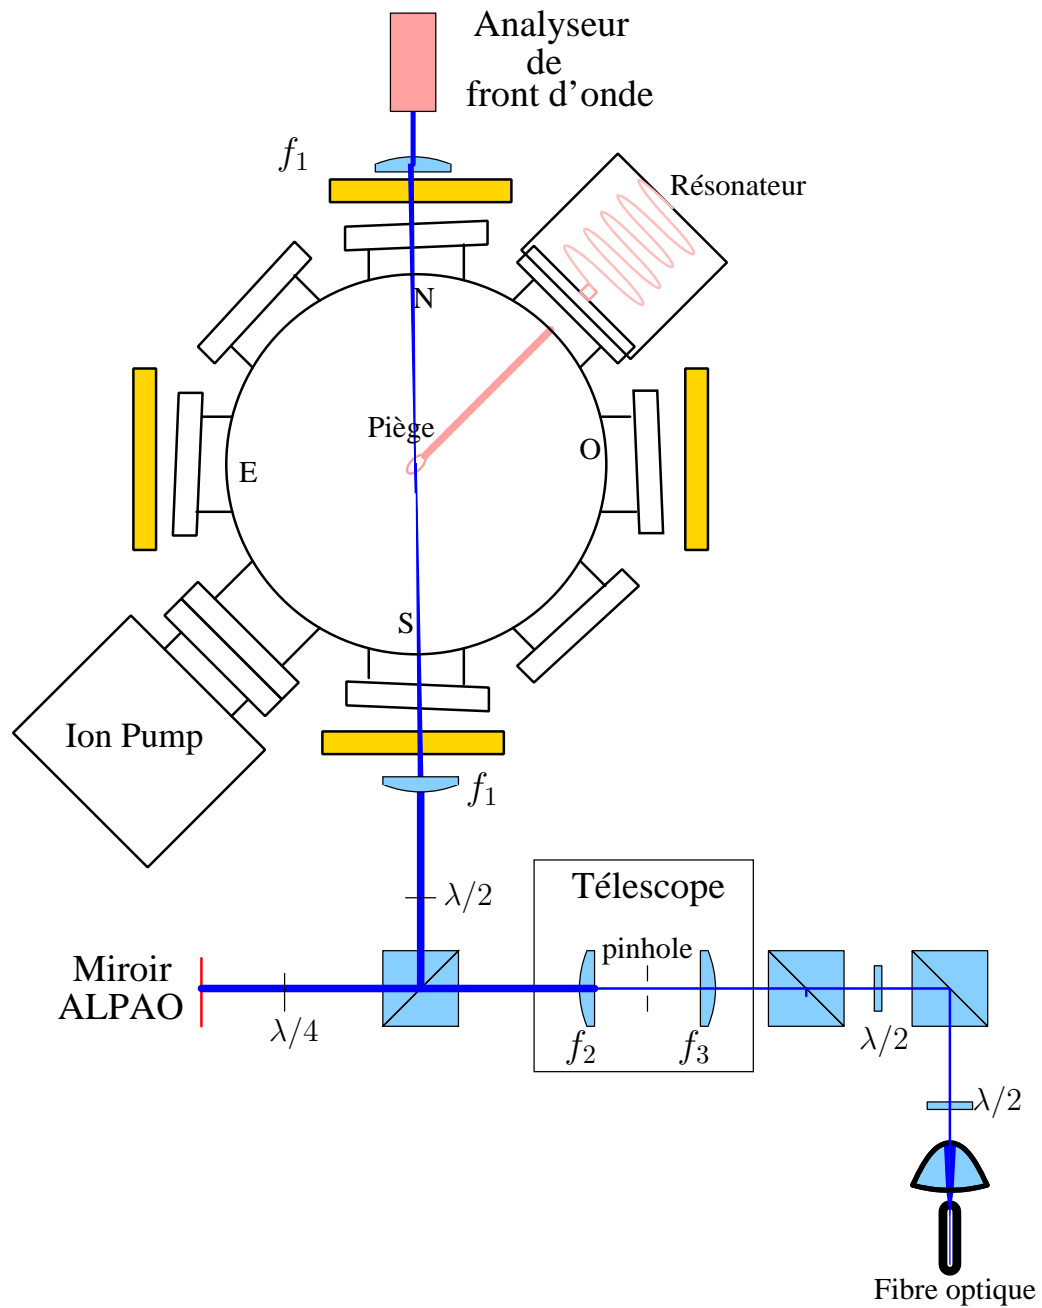 Analyseur
de
front d’onde
f₁
Résonateur
N
Piège
O
E
S
Ion Pump
f₁
λ/2
Télescope
pinhole
Miroir
ALPAO
λ/4
f₂
f₃
λ/2
λ/2
Fibre optique